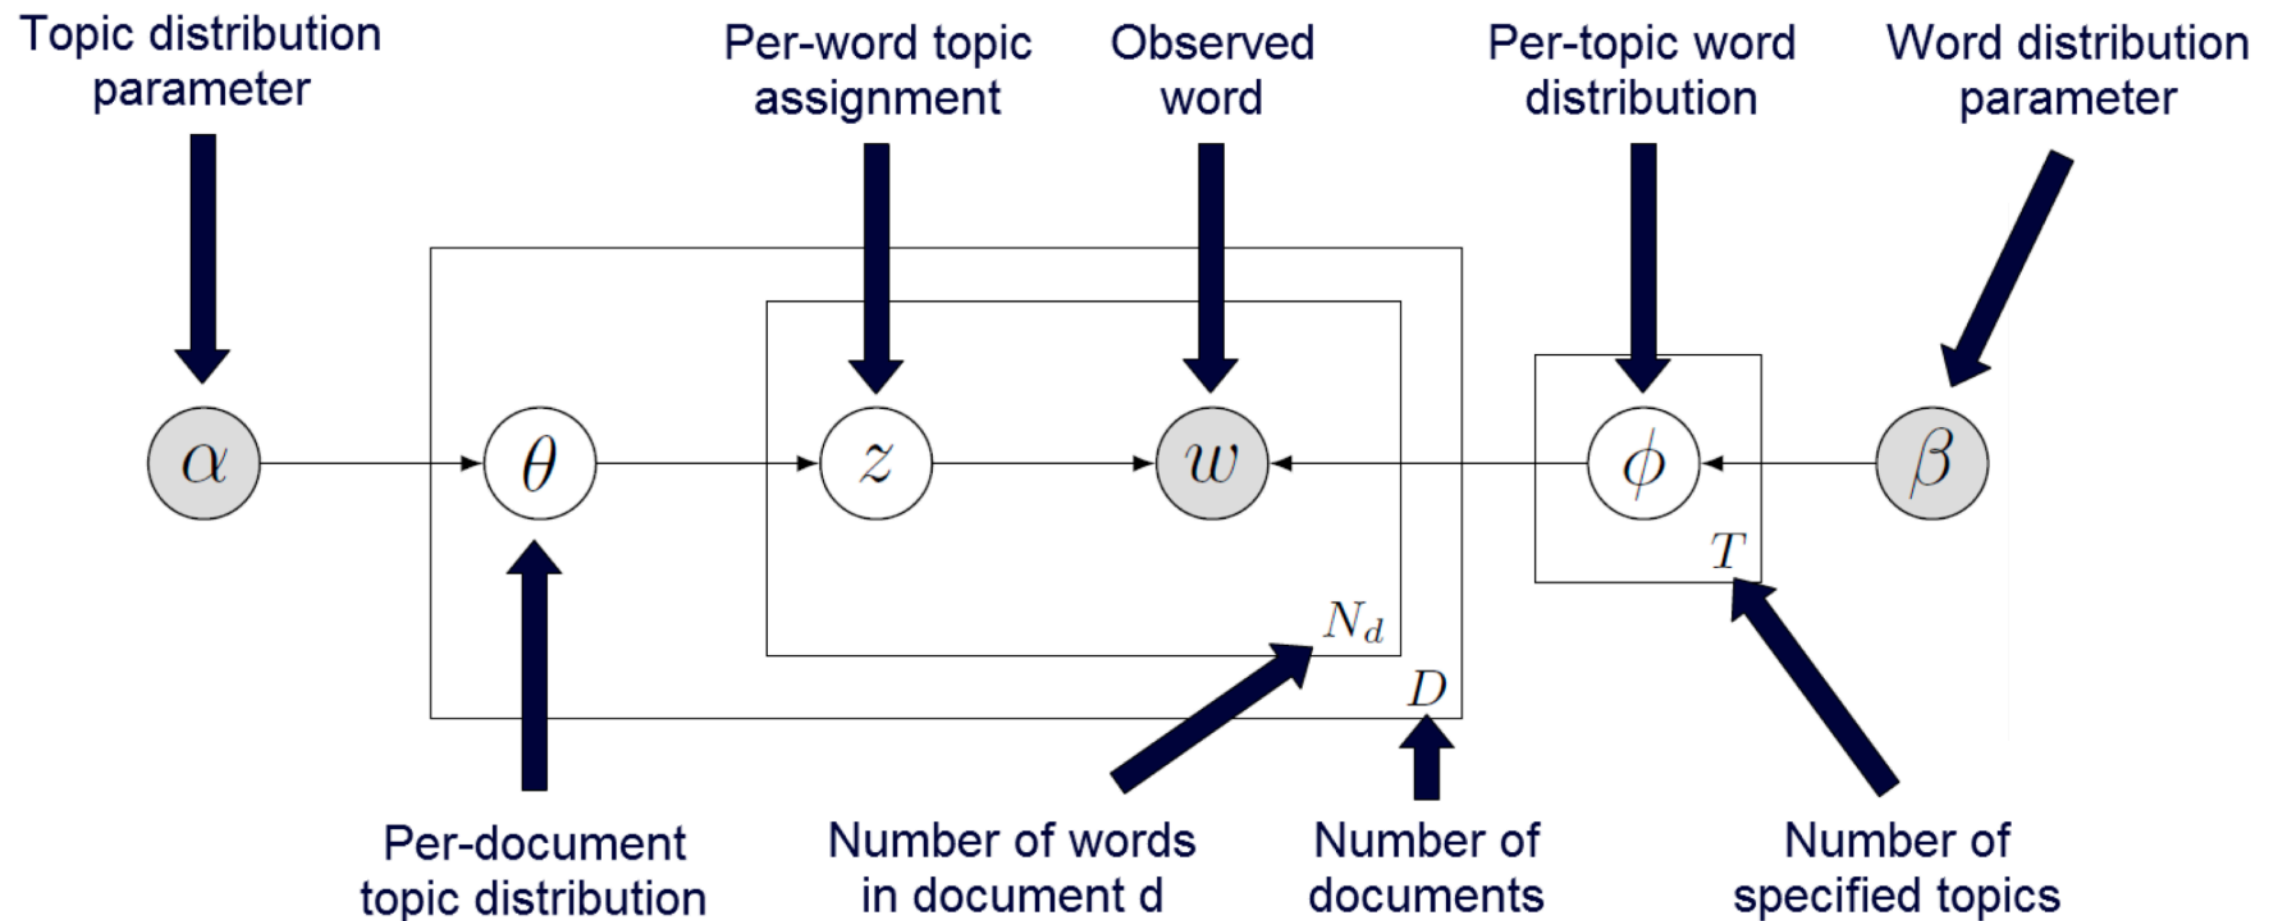 Topic distribution
parameter
Per-word topic
assignment
Observed
word
Per-topic word
distribution
Word distribution
parameter
α
θ
z
w
ϕ
β
T
N_d
D
Per-document
topic distribution
Number of words
in document d
Number of
documents
Number of
specified topics